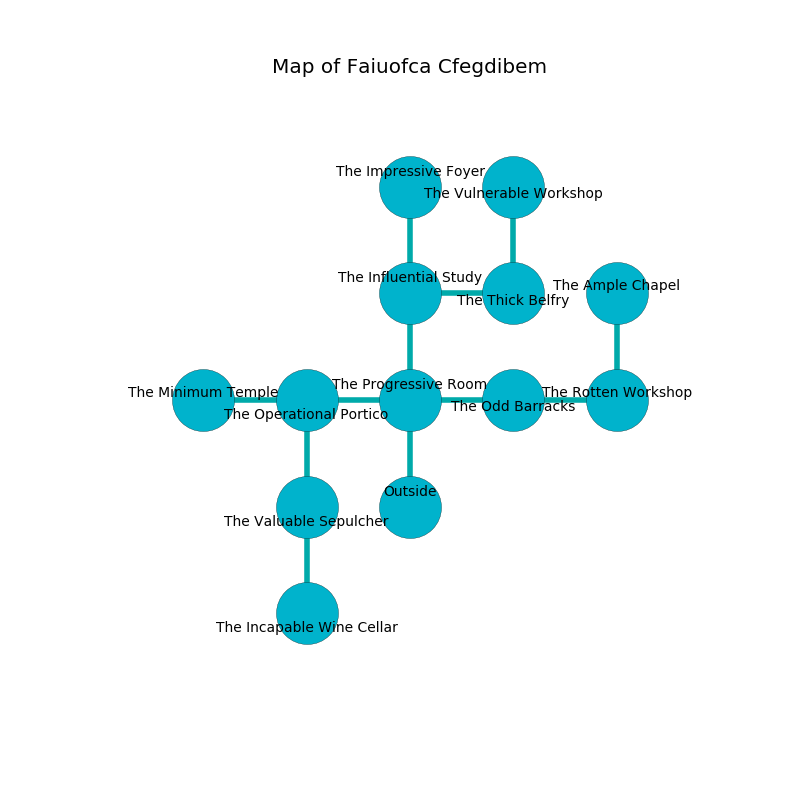 Map of Faiuofca Cfegdibem
The Impressive Foyer
The Vulnerable Workshop
The Influential Study
The Thick Belfry
The Ample Chapel
The Minimum Temple
The Operational Portico
The Progressive Room
The Odd Barracks
The Rotten Workshop
Outside
The Valuable Sepulcher
The Incapable Wine Cellar